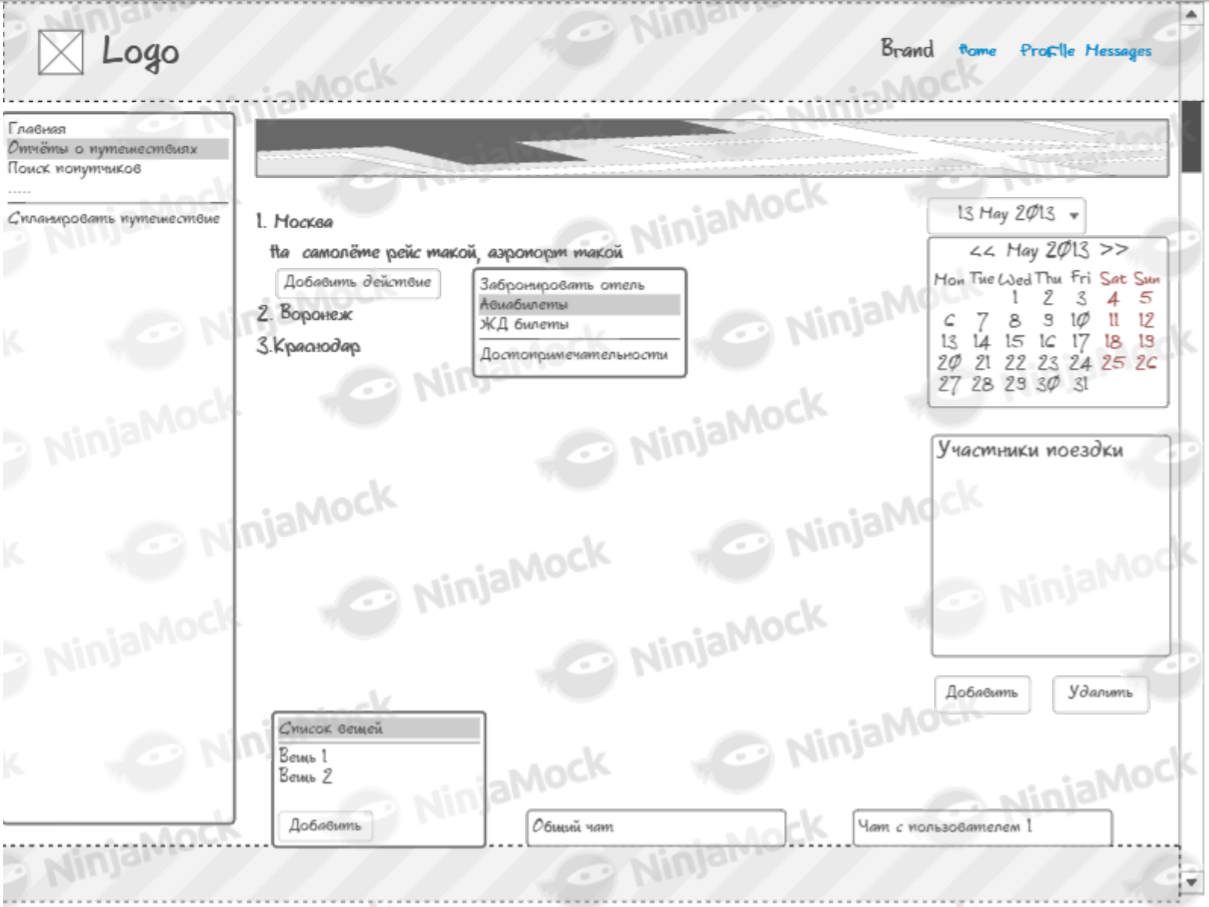 Logo
Brand Home Profile Messages
Главная
Отчёты о путешествиях
Поиск попутчиков
-----
Спланировать путешествие
1. Москва
На самолёте рейс такой, аэропорт такой
Добавить действие
2. Воронеж
3.Краснодар
Забронировать отель
Авиабилеты
ЖД билеты
Достопримечательности
13 May 2013
<< May 2013 >>
Mon Tue Wed Thu Fri Sat Sun
1 2 3 4 5
6 7 8 9 10 11 12
13 14 15 16 17 18 19
20 21 22 23 24 25 26
27 28 29 30 31
Участники поездки
Добавить Удалить
Список вещей
Вещь 1
Вещь 2
Добавить
Общий чат
Чат с пользователем 1
NinjaMock